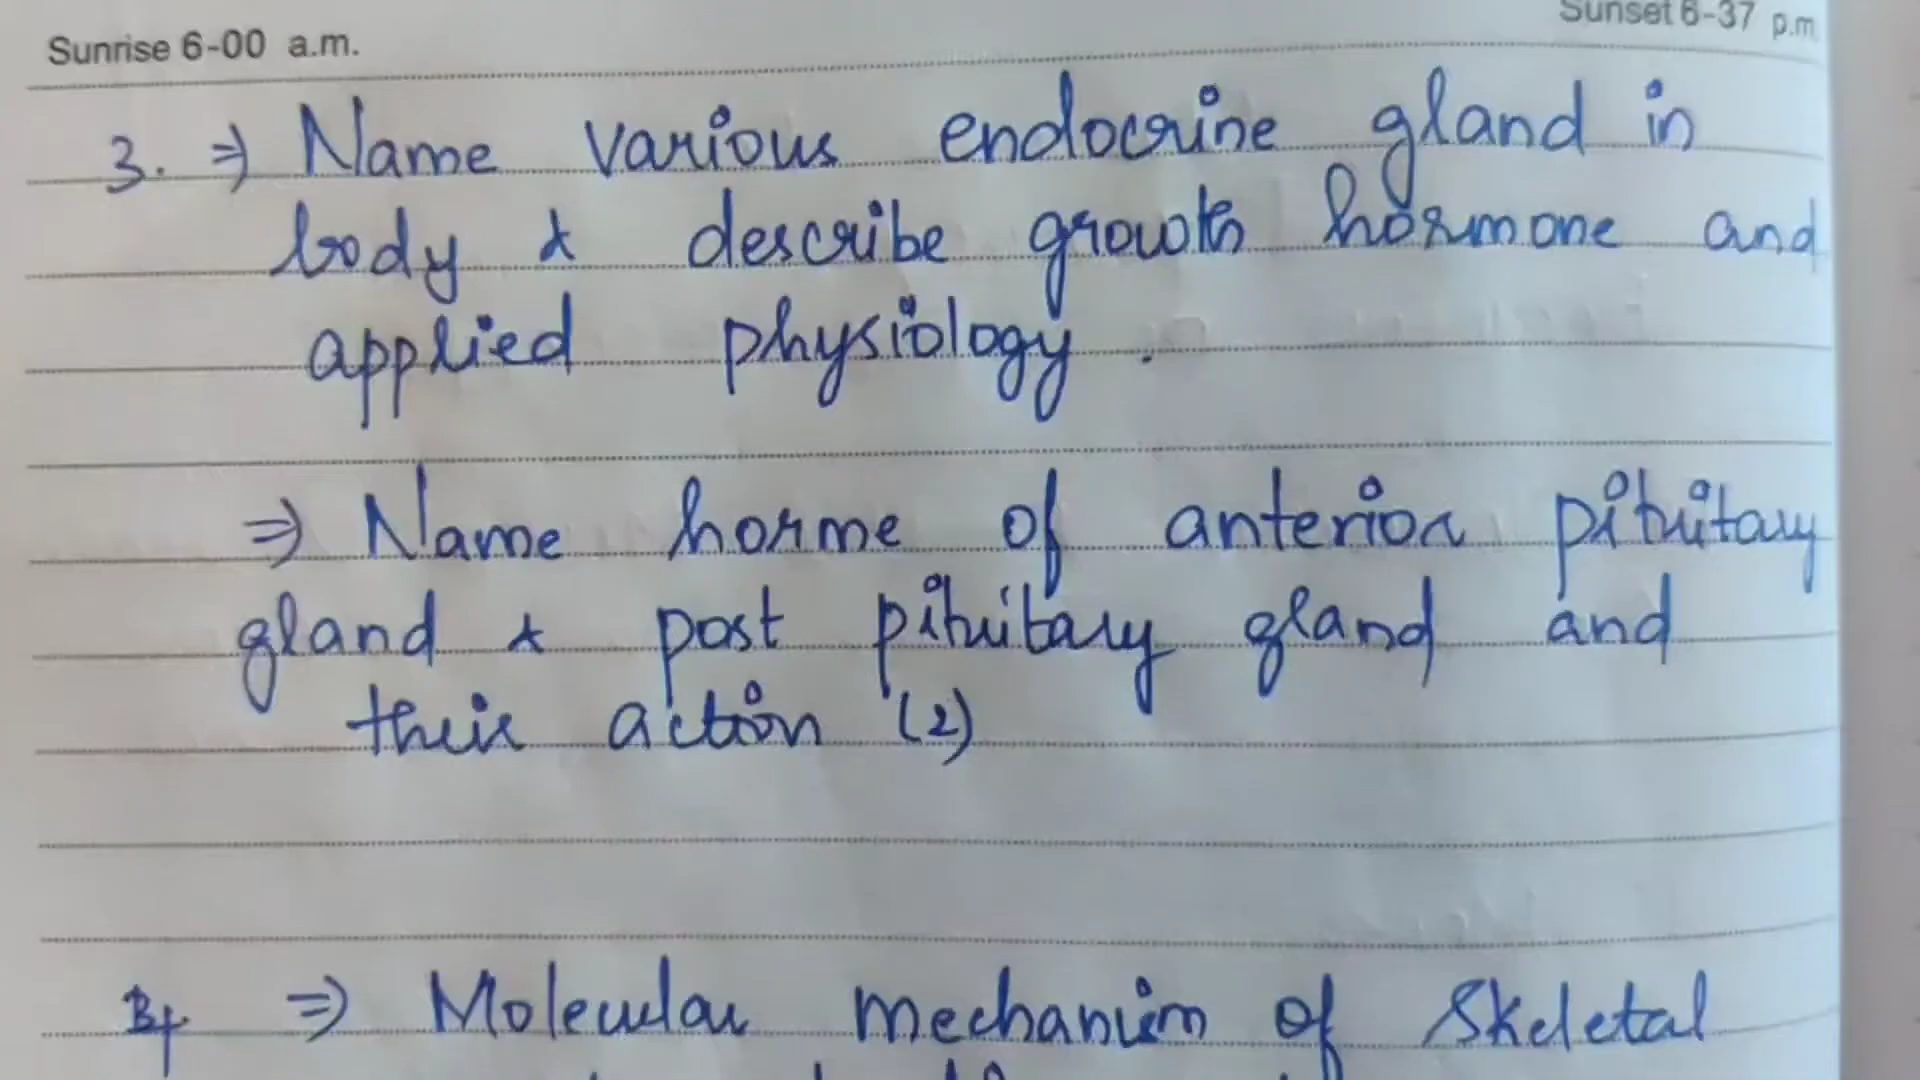 Sunrise 6-00 a.m.
Sunset 6-37 p.m
3. ⇒ Name various endocrine gland in
body & describe growth hormone and
applied physiology.
⇒ Name horme of anterior pituitary
gland & post pituitary gland and
their action (2)
⇒ Molecular mechanism of Skeletal